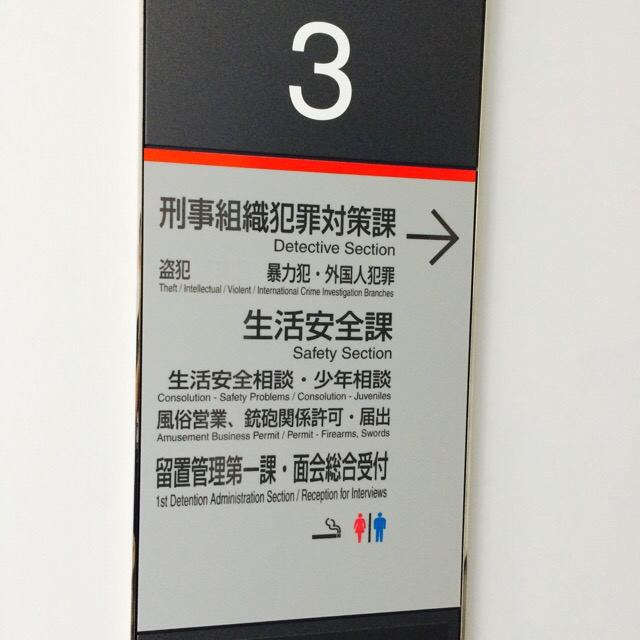 3
刑事組織犯罪対策課
Detective Section
盗犯 暴力犯・外国人犯罪
Theft / Intellectual / Violent / International Crime Investigation Branches
生活安全課
Safety Section
生活安全相談・少年相談
Consolution - Safety Problems / Consolution - Juveniles
風俗営業、銃砲関係許可・届出
Amusement Business Permit / Permit - Firearms, Swords
留置管理第一課・面会総合受付
1st Detention Administration Section / Reception for Interviews